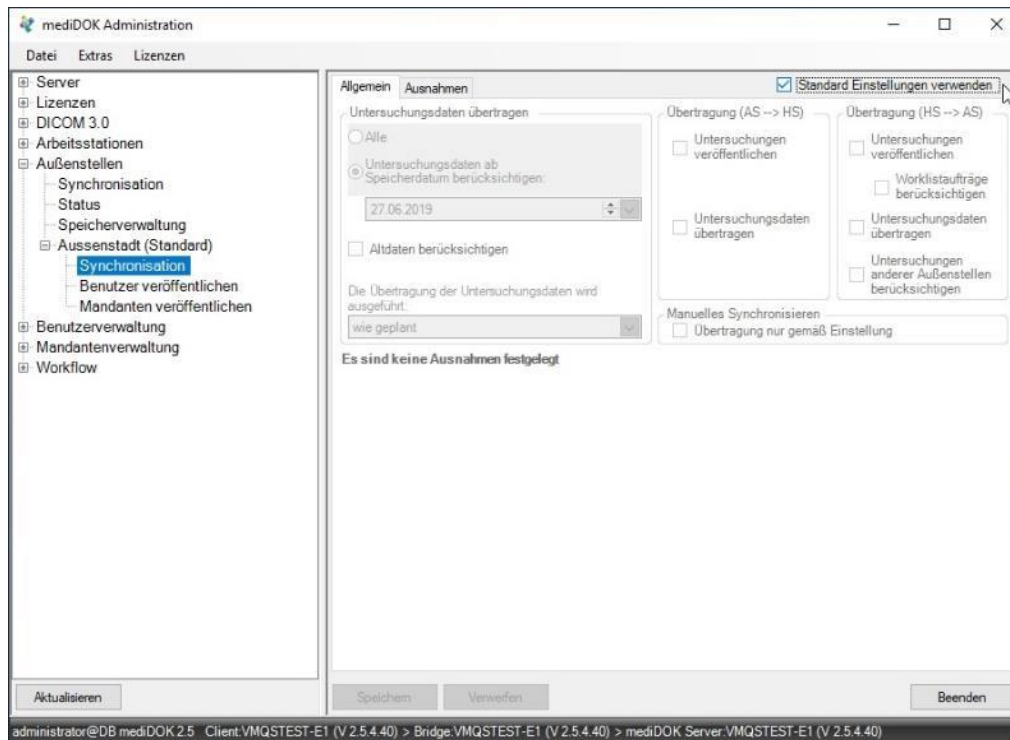 mediDOK Administration
Datei Extras Lizenzen
Server
Lizenzen
DICOM 3.0
Arbeitsstationen
Außenstellen
Synchronisation
Status
Speicherverwaltung
Aussenstadt (Standard)
Synchronisation
Benutzer veröffentlichen
Mandanten veröffentlichen
Benutzerverwaltung
Mandantenverwaltung
Workflow
Aktualisieren
Allgemein Ausnahmen
Standard Einstellungen verwenden
Untersuchungsdaten übertragen
Alle
Untersuchungsdaten ab
Speicherdatum berücksichtigen:
27.06.2019
Altdaten berücksichtigen
Die Übertragung der Untersuchungsdaten wird
ausgeführt:
wie geplant
Übertragung (AS --> HS)
Untersuchungen
veröffentlichen
Untersuchungsdaten
übertragen
Übertragung (HS --> AS)
Untersuchungen
veröffentlichen
Worklistaufträge
berücksichtigen
Untersuchungsdaten
übertragen
Untersuchungen
anderer Außenstellen
berücksichtigen
Manuelles Synchronisieren
Übertragung nur gemäß Einstellung
Es sind keine Ausnahmen festgelegt
Speichern Verwerfen Beenden
administrator@DB mediDOK 2.5 Client:VMQSTEST-E1 (V 2.5.4.40) > Bridge:VMQSTEST-E1 (V 2.5.4.40) > mediDOK Server:VMQSTEST-E1 (V 2.5.4.40)